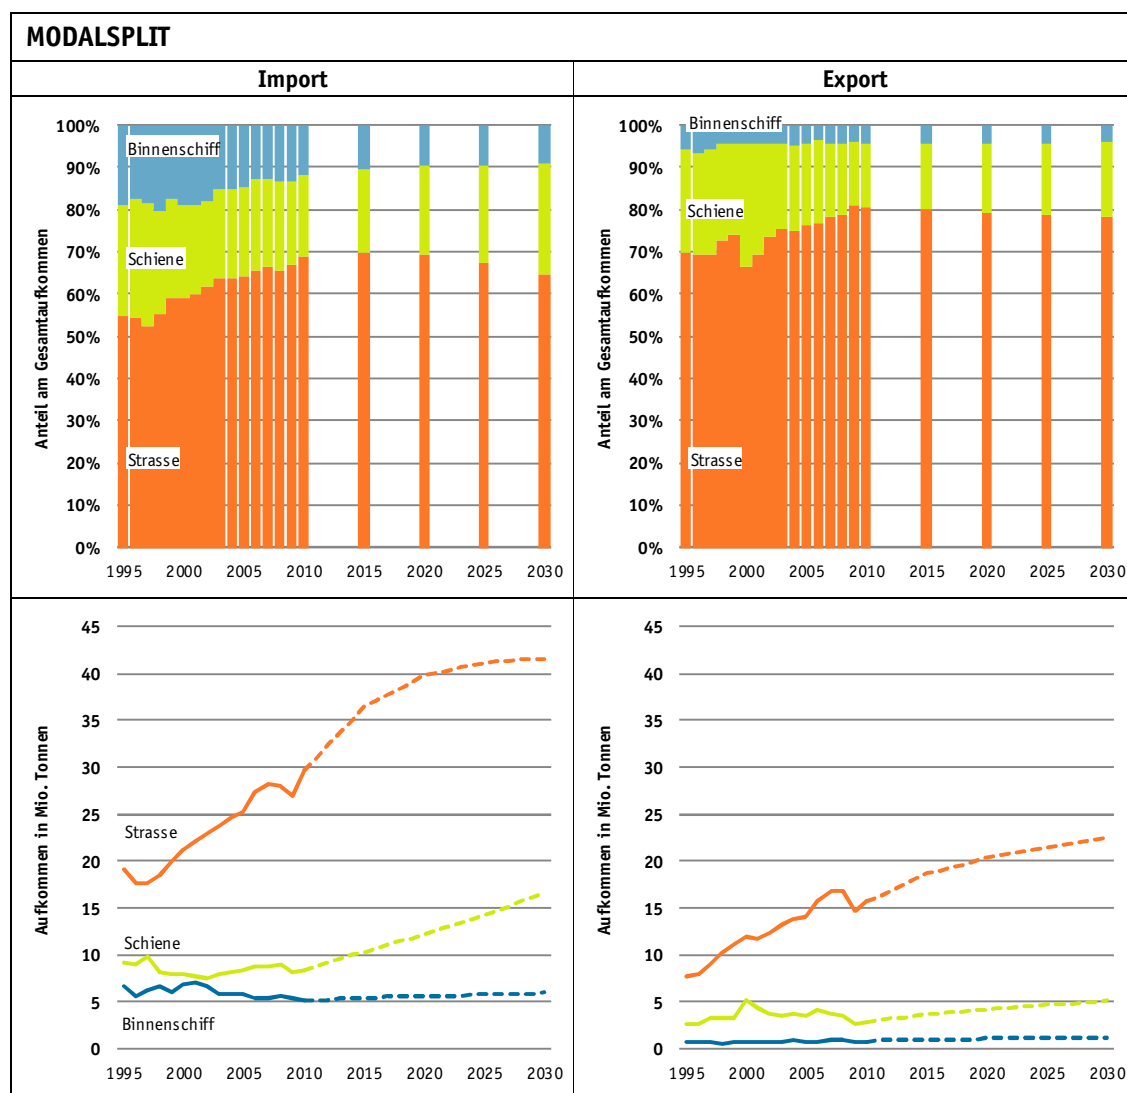 MODALSPLIT
Import
Export
Anteil am Gesamtaufkommen
100%
90%
80%
70%
60%
50%
40%
30%
20%
10%
0%
Binnenschiff
Schiene
Strasse
1995 2000 2005 2010 2015 2020 2025 2030
Anteil am Gesamtaufkommen
100%
90%
80%
70%
60%
50%
40%
30%
20%
10%
0%
Binnenschiff
Schiene
Strasse
1995 2000 2005 2010 2015 2020 2025 2030
Aufkommen in Mio. Tonnen
45
40
35
30
25
20
15
10
5
0
Strasse
Schiene
Binnenschiff
1995 2000 2005 2010 2015 2020 2025 2030
Aufkommen in Mio. Tonnen
45
40
35
30
25
20
15
10
5
0
1995 2000 2005 2010 2015 2020 2025 2030